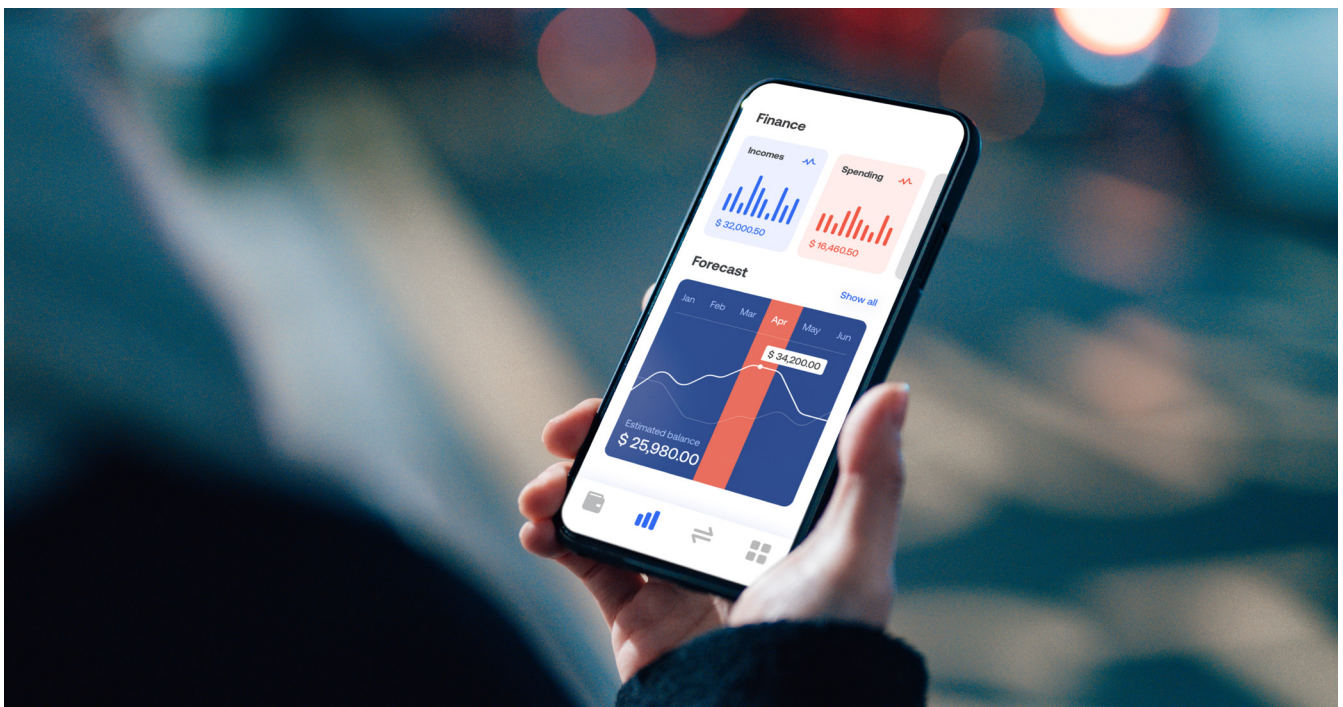 Finance
Incomes
$ 32,000.50
Spending
$ 16,460.50
Forecast
Show all
Jan Feb Mar Apr May Jun
$ 34,200.00
Estimated balance
$ 25,980.00